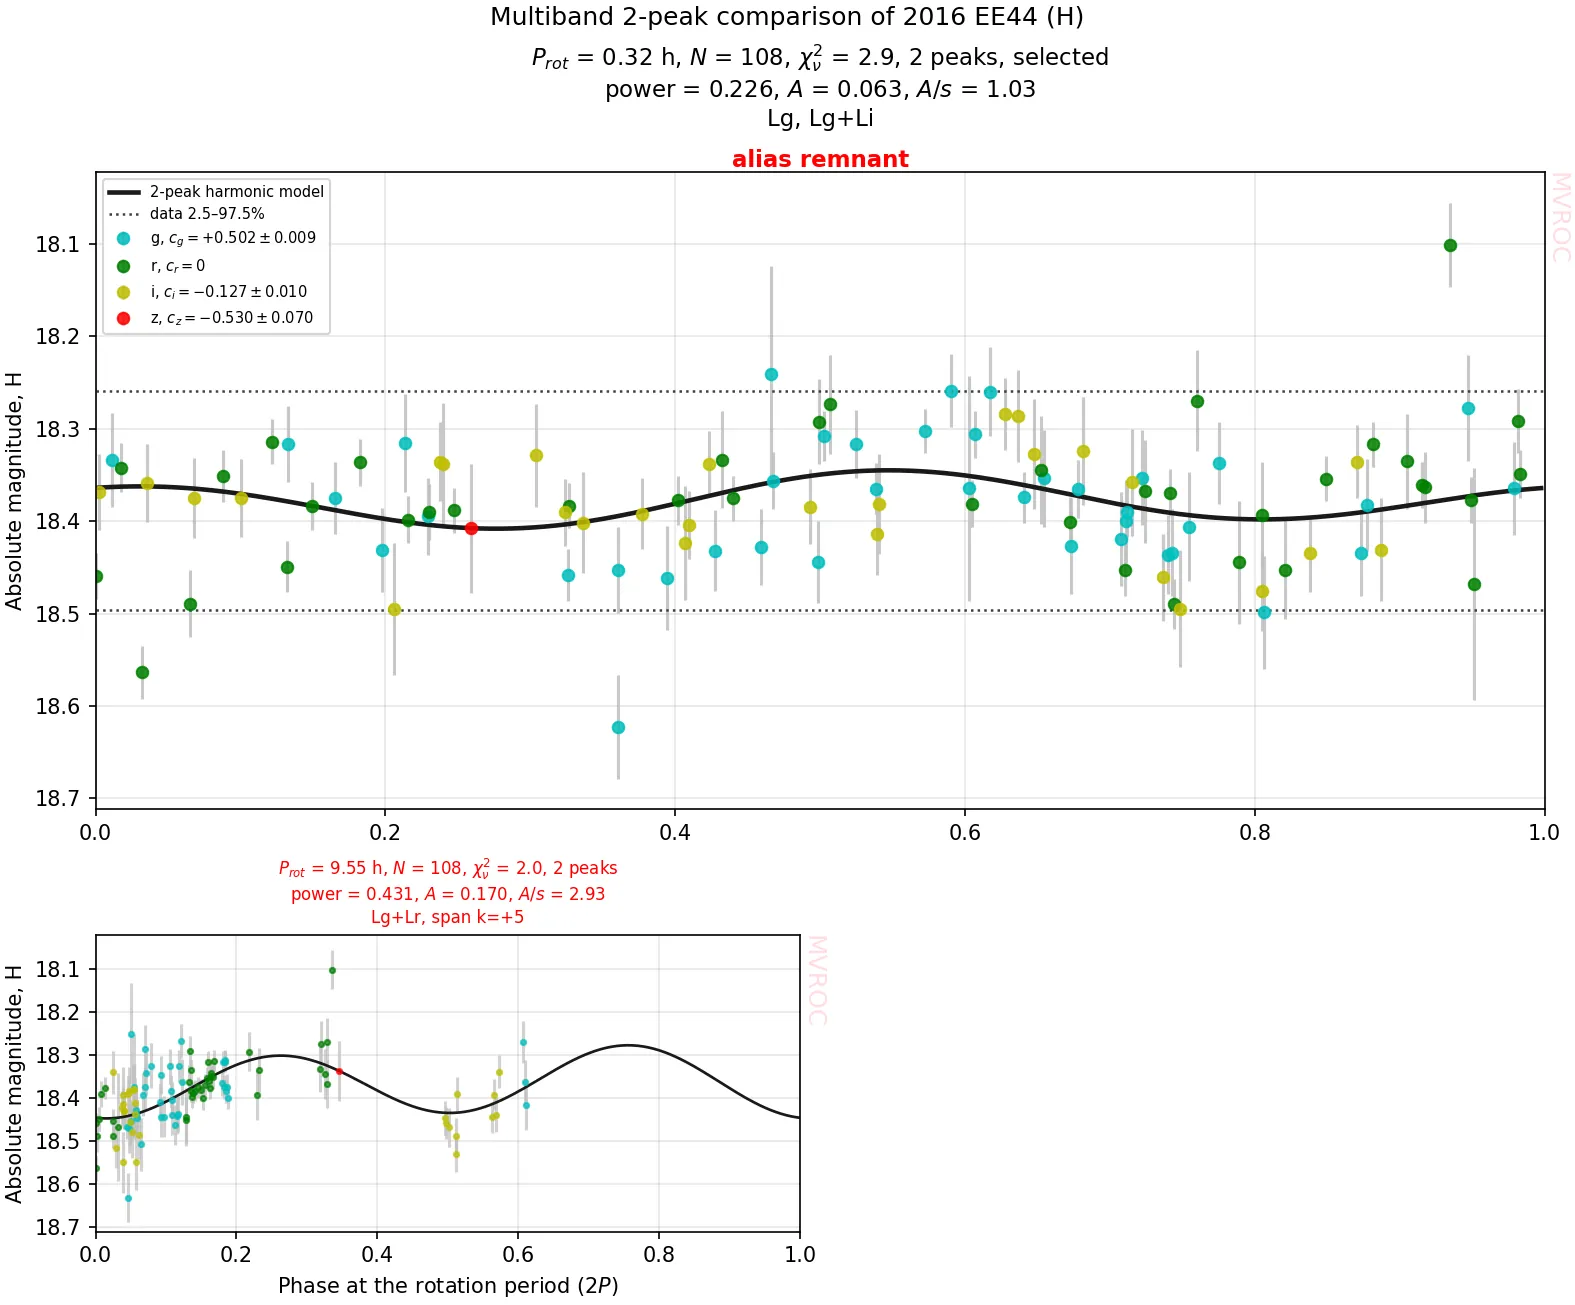 Multiband 2-peak comparison of 2016 EE44 (H)
P_rot = 0.32 h, N = 108, χ²_ν = 2.9, 2 peaks, selected
power = 0.226, A = 0.063, A/s = 1.03
Lg, Lg+Li
alias remnant
MVROC
2-peak harmonic model
data 2.5–97.5%
g, c_g = +0.502 ± 0.009
r, c_r = 0
i, c_i = −0.127 ± 0.010
z, c_z = −0.530 ± 0.070
Absolute magnitude, H
18.1
18.2
18.3
18.4
18.5
18.6
18.7
0.0 0.2 0.4 0.6 0.8 1.0
P_rot = 9.55 h, N = 108, χ²_ν = 2.0, 2 peaks
power = 0.431, A = 0.170, A/s = 2.93
Lg+Lr, span k=+5
MVROC
Absolute magnitude, H
18.1
18.2
18.3
18.4
18.5
18.6
18.7
0.0 0.2 0.4 0.6 0.8 1.0
Phase at the rotation period (2P)